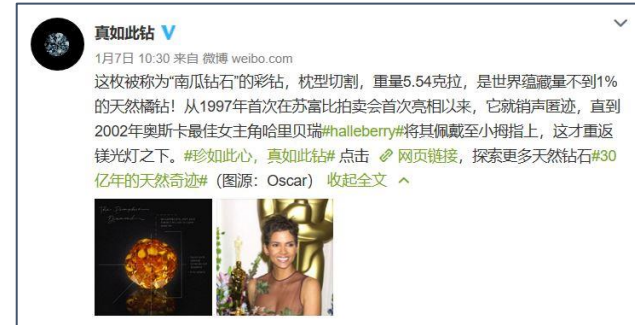 真如此钻
1月7日 10:30 来自 微博 weibo.com
这枚被称为“南瓜钻石”的彩钻，枕型切割，重量5.54克拉，是世界蕴藏量不到1%
的天然橘钻！从1997年首次在苏富比拍卖会首次亮相以来，它就销声匿迹，直到
2002年奥斯卡最佳女主角哈里贝瑞#halleberry#将其佩戴至小拇指上，这才重返
镁光灯之下。#珍如此心，真如此钻# 点击 网页链接，探索更多天然钻石#30
亿年的天然奇迹#（图源：Oscar） 收起全文
The Pumpkin
Diamond